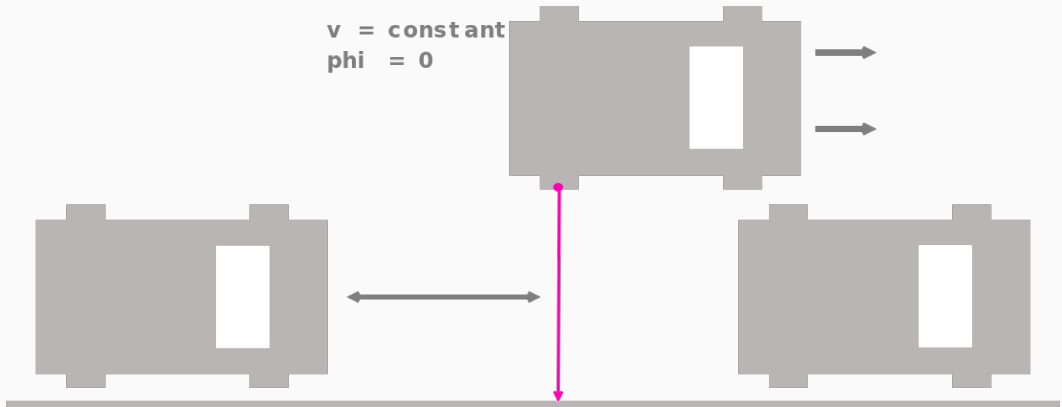 v = constant
phi = 0